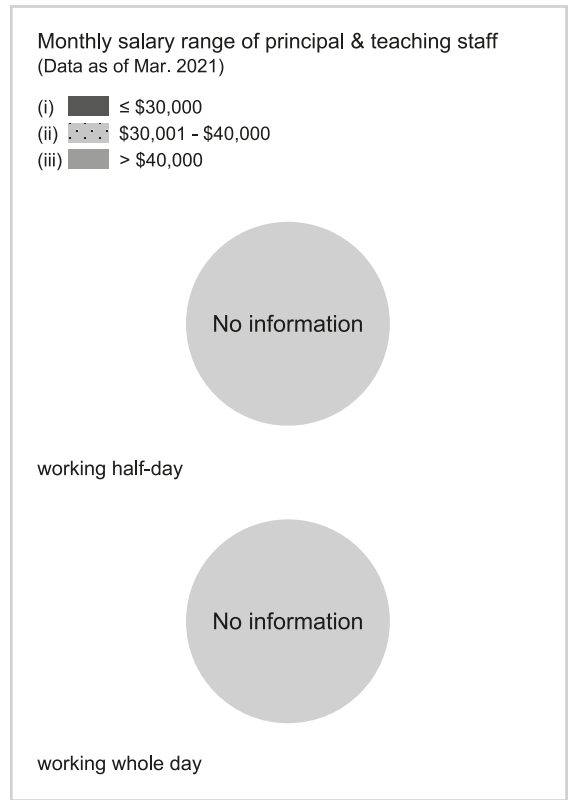 Monthly salary range of principal & teaching staff
(Data as of Mar. 2021)
(i) ≤ $30,000
(ii) $30,001 - $40,000
(iii) > $40,000
No information
working half-day
No information
working whole day